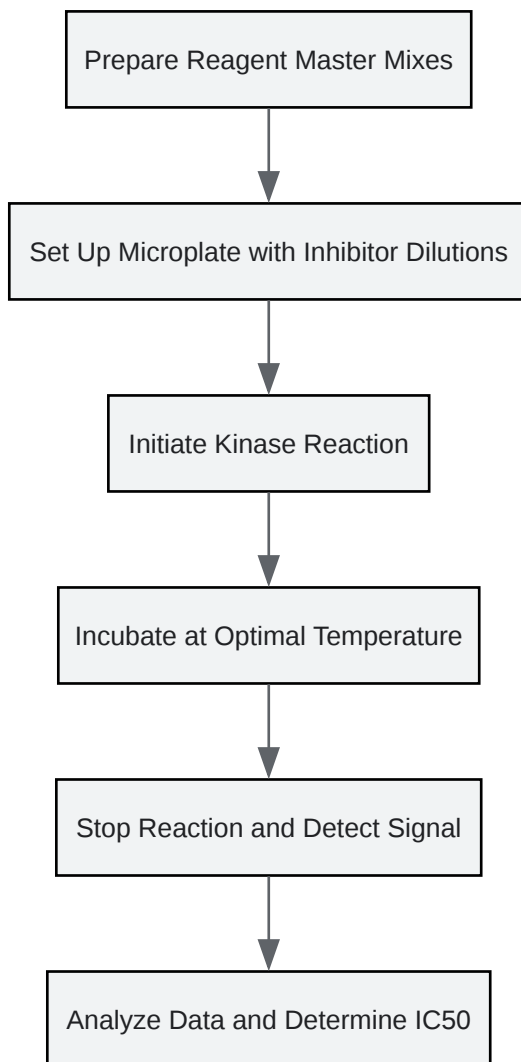 Prepare Reagent Master Mixes
Set Up Microplate with Inhibitor Dilutions
Initiate Kinase Reaction
Incubate at Optimal Temperature
Stop Reaction and Detect Signal
Analyze Data and Determine IC50